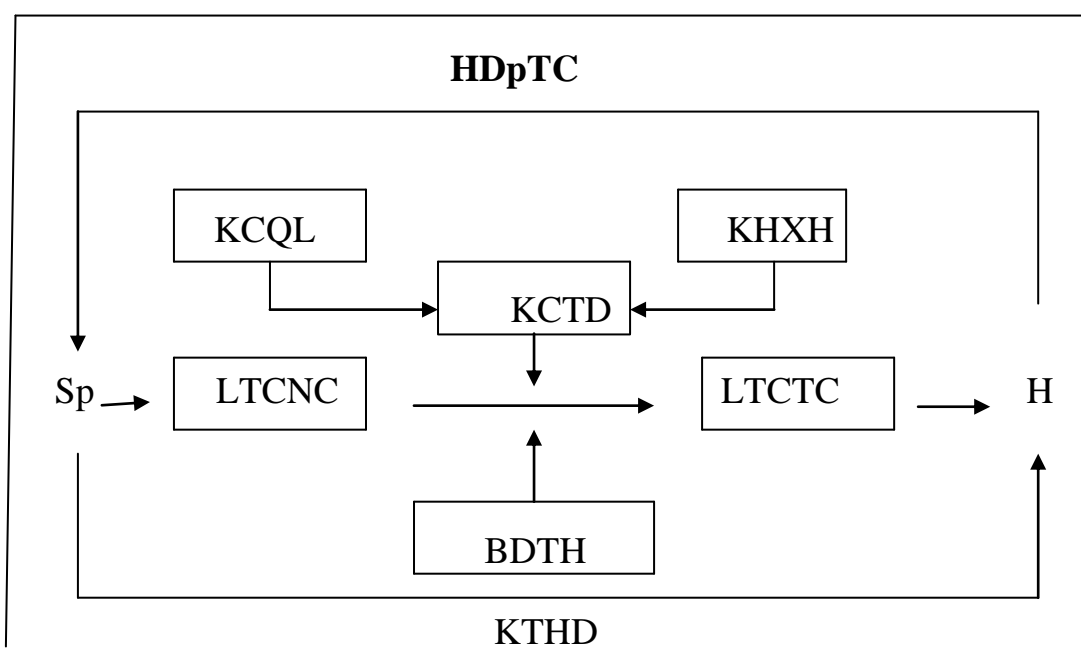 HDpTC
KCQL
KHXH
KCTD
Sp
LTCNC
LTCTC
H
BDTH
KTHD